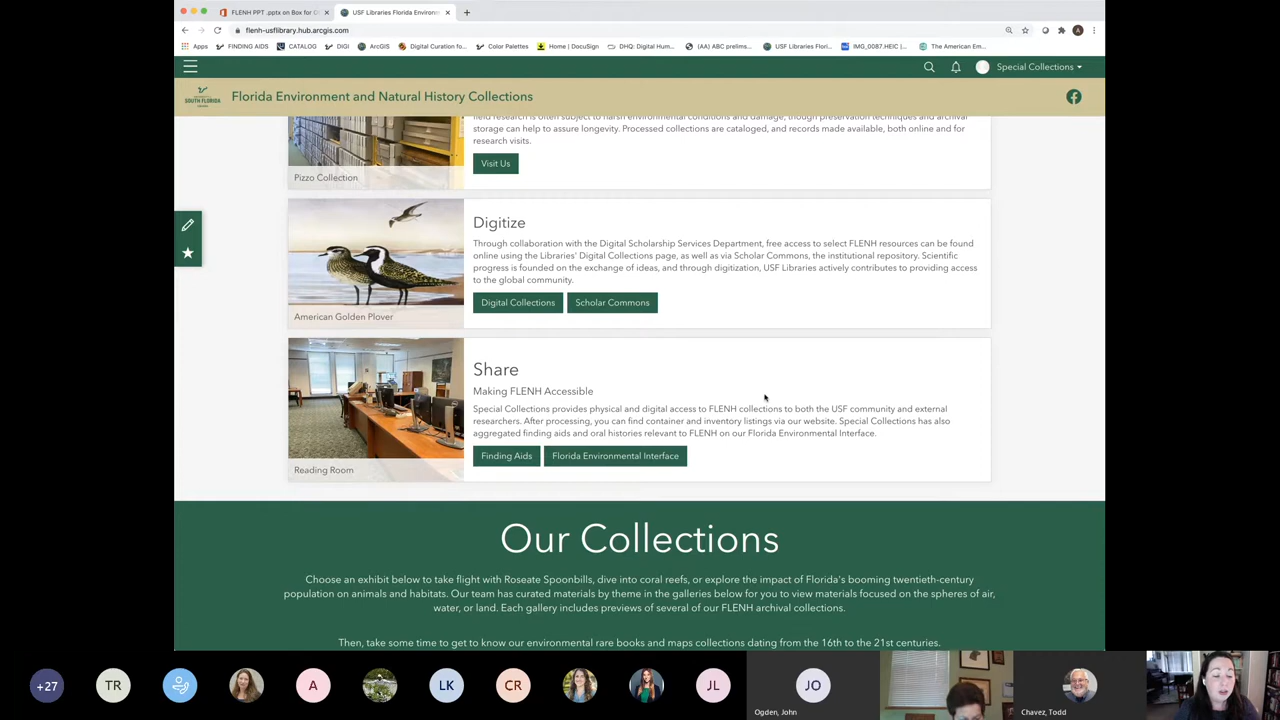 FLENH PPT .pptx on Box for O
USF Libraries Florida Environm
flenh-usflibrary.hub.arcgis.com
A
Apps
FINDING AIDS
CATALOG
DIGI
ArcGIS
Digital Curation fo...
Color Palettes
Home | DocuSign
DHQ: Digital Hum...
(AA) ABC prelims...
USF Libraries Flori...
IMG_0087.HEIC |...
The American Em...
Special Collections
SOUTH FLORIDA
Florida Environment and Natural History Collections
field research is often subject to harsh environmental conditions and damage, though preservation techniques and archival
storage can help to assure longevity. Processed collections are cataloged, and records made available, both online and for
research visits.
Visit Us
Pizzo Collection
Digitize
Through collaboration with the Digital Scholarship Services Department, free access to select FLENH resources can be found
online using the Libraries' Digital Collections page, as well as via Scholar Commons, the institutional repository. Scientific
progress is founded on the exchange of ideas, and through digitization, USF Libraries actively contributes to providing access
to the global community.
Digital Collections
Scholar Commons
American Golden Plover
Share
Making FLENH Accessible
Special Collections provides physical and digital access to FLENH collections to both the USF community and external
researchers. After processing, you can find container and inventory listings via our website. Special Collections has also
aggregated finding aids and oral histories relevant to FLENH on our Florida Environmental Interface.
Finding Aids
Florida Environmental Interface
Reading Room
Our Collections
Choose an exhibit below to take flight with Roseate Spoonbills, dive into coral reefs, or explore the impact of Florida's booming twentieth-century
population on animals and habitats. Our team has curated materials by theme in the galleries below for you to view materials focused on the spheres of air,
water, or land. Each gallery includes previews of several of our FLENH archival collections.
Then, take some time to get to know our environmental rare books and maps collections dating from the 16th to the 21st centuries.
+27
TR
A
LK
CR
JL
JO
Ogden, John
Chavez, Todd